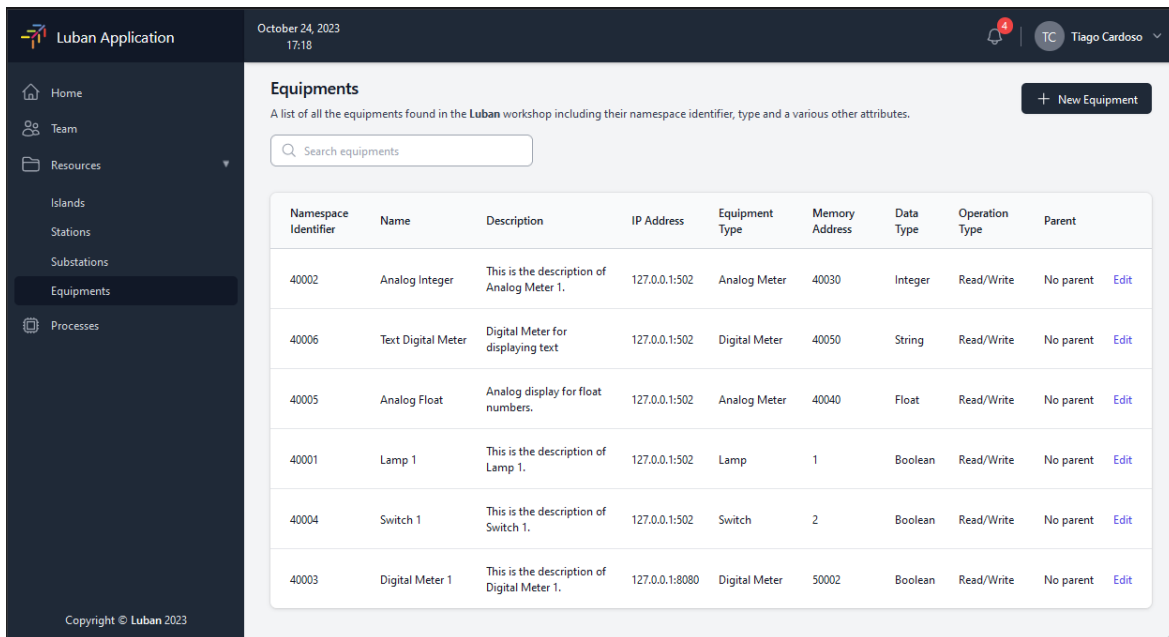 Luban Application
October 24, 2023
17:18
4
TC
Tiago Cardoso
Home
Team
Resources
Islands
Stations
Substations
Equipments
Processes
Copyright © Luban 2023
Equipments
A list of all the equipments found in the Luban workshop including their namespace identifier, type and a various other attributes.
+ New Equipment
Search equipments
Namespace Identifier Name Description IP Address Equipment Type Memory Address Data Type Operation Type Parent
40002 Analog Integer This is the description of Analog Meter 1. 127.0.0.1:502 Analog Meter 40030 Integer Read/Write No parent Edit
40006 Text Digital Meter Digital Meter for displaying text 127.0.0.1:502 Digital Meter 40050 String Read/Write No parent Edit
40005 Analog Float Analog display for float numbers. 127.0.0.1:502 Analog Meter 40040 Float Read/Write No parent Edit
40001 Lamp 1 This is the description of Lamp 1. 127.0.0.1:502 Lamp 1 Boolean Read/Write No parent Edit
40004 Switch 1 This is the description of Switch 1. 127.0.0.1:502 Switch 2 Boolean Read/Write No parent Edit
40003 Digital Meter 1 This is the description of Digital Meter 1. 127.0.0.1:8080 Digital Meter 50002 Boolean Read/Write No parent Edit